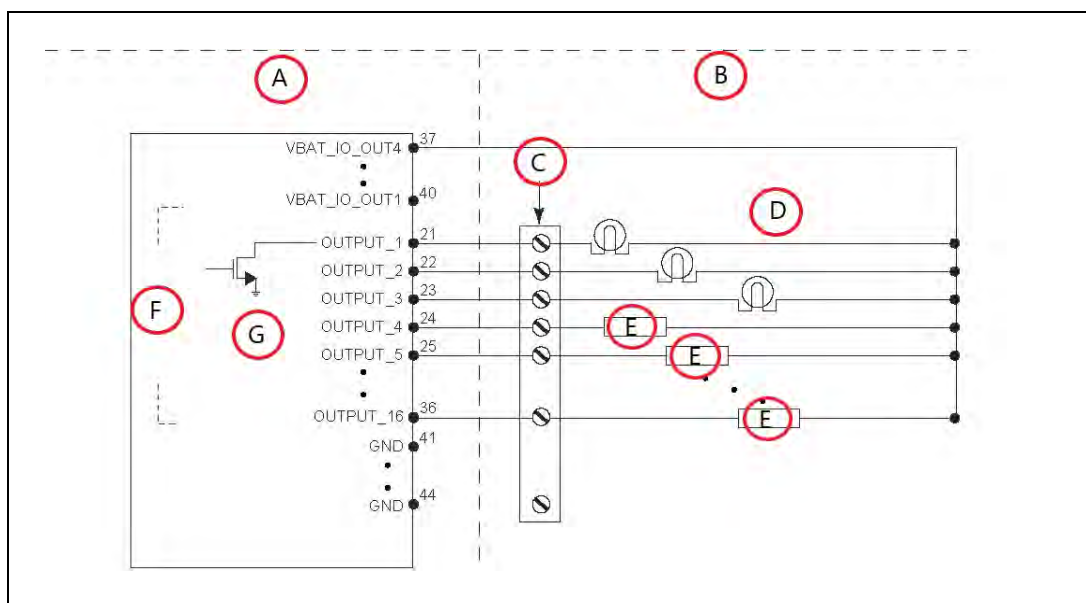 A
B
VBAT_IO_OUT4 37
C
VBAT_IO_OUT1 40
D
OUTPUT_1 21
OUTPUT_2 22
OUTPUT_3 23
F
G
OUTPUT_4 24
E
OUTPUT_5 25
E
OUTPUT_16 36
E
GND 41
GND 44